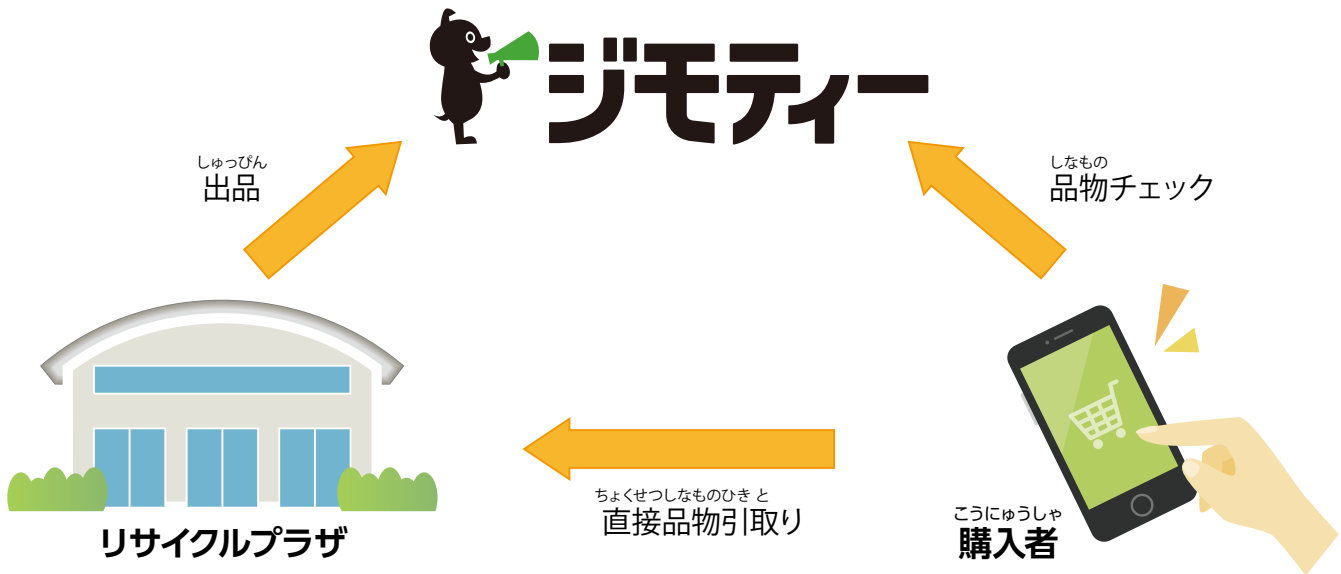 ジモティー
しゅっぴん
出品
しなもの
品物チェック
ちょくせつしなものひきと
直接品物引取り
リサイクルプラザ
こうにゅうしゃ
購入者